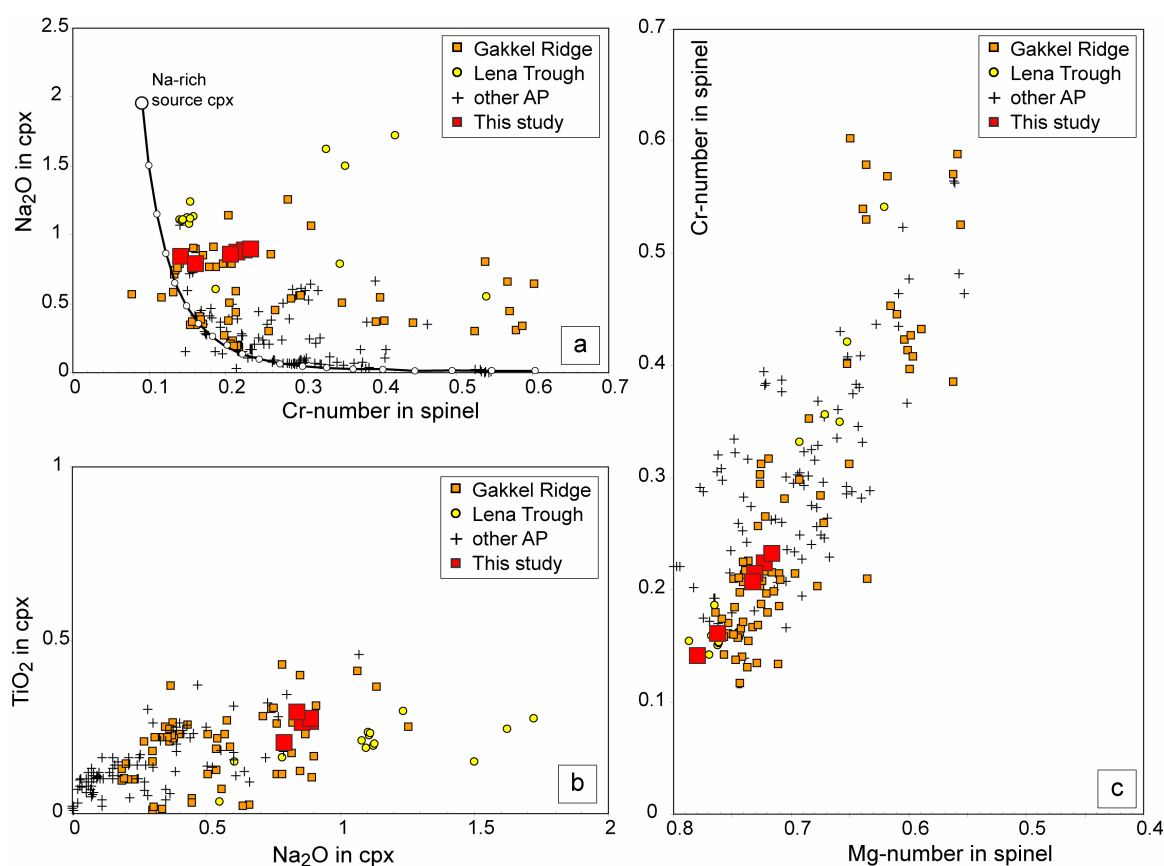 2.5
2
1.5
1
0.5
0
Na₂O in cpx
Na-rich
source cpx
Gakkel Ridge
Lena Trough
other AP
This study
a
0
0.1
0.2
0.3
0.4
0.5
0.6
0.7
Cr-number in spinel
1
0.5
0
TiO₂ in cpx
Gakkel Ridge
Lena Trough
other AP
This study
b
0
0.5
1
1.5
2
Na₂O in cpx
0.7
0.6
0.5
0.4
0.3
0.2
0.1
0
Cr-number in spinel
Gakkel Ridge
Lena Trough
other AP
This study
c
0.8
0.7
0.6
0.5
0.4
Mg-number in spinel